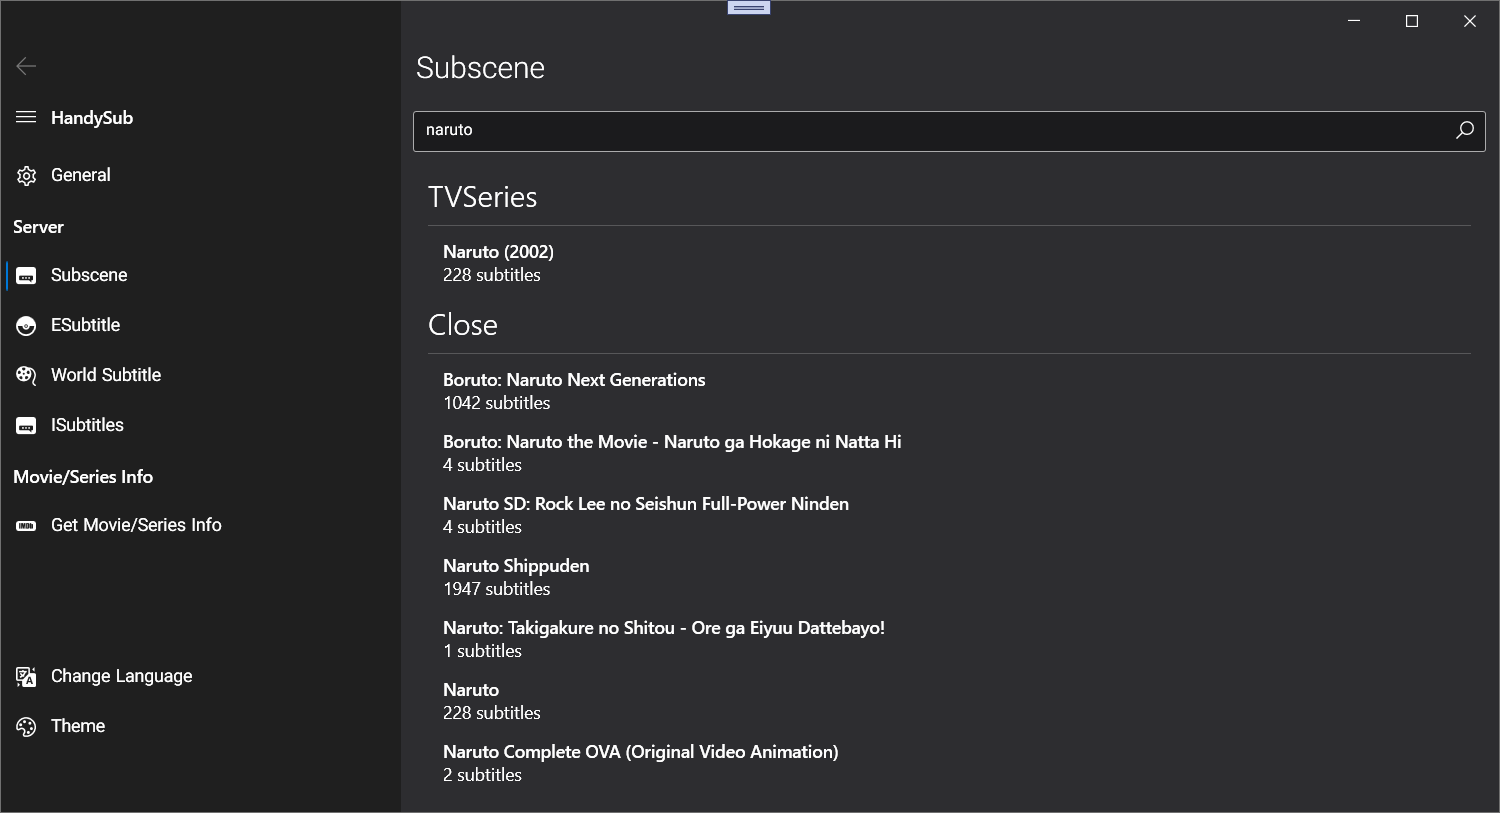 HandySub
General
Server
Subscene
ESubtitle
World Subtitle
ISubtitles
Movie/Series Info
IMDb
Get Movie/Series Info
Change Language
Theme
Subscene
naruto
TVSeries
Naruto (2002)
228 subtitles
Close
Boruto: Naruto Next Generations
1042 subtitles
Boruto: Naruto the Movie - Naruto ga Hokage ni Natta Hi
4 subtitles
Naruto SD: Rock Lee no Seishun Full-Power Ninden
4 subtitles
Naruto Shippuden
1947 subtitles
Naruto: Takigakure no Shitou - Ore ga Eiyuu Dattebayo!
1 subtitles
Naruto
228 subtitles
Naruto Complete OVA (Original Video Animation)
2 subtitles